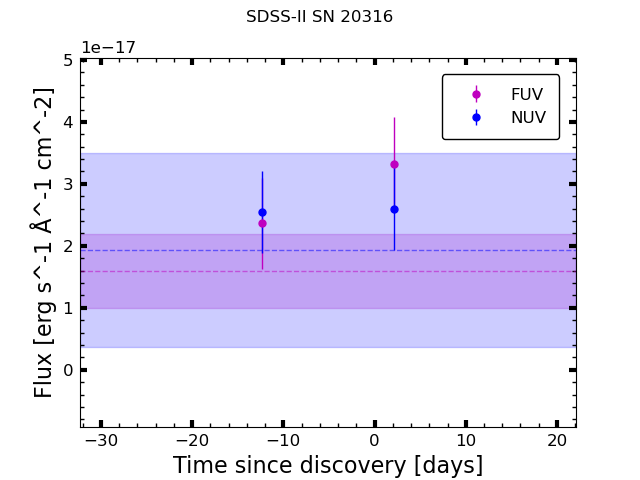 SDSS-II SN 20316
1e−17
5
4
3
2
1
0
Flux [erg s^-1 Å^-1 cm^-2]
FUV
NUV
−30 −20 −10 0 10 20
Time since discovery [days]